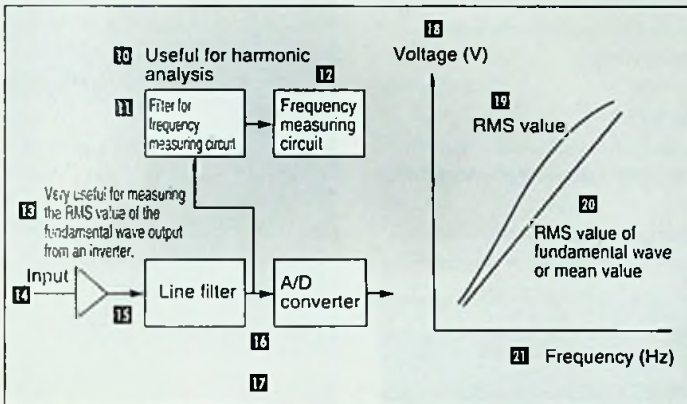 10 Useful for harmonic
analysis
11 Filter for
frequency
measuring circuit
12
Frequency
measuring
circuit
13 Very useful for measuring
the RMS value of the
fundamental wave output
from an inverter.
14 Input
15
Line filter
A/D
converter
16
17
18
Voltage (V)
19
RMS value
20
RMS value of
fundamental wave
or mean value
21 Frequency (Hz)